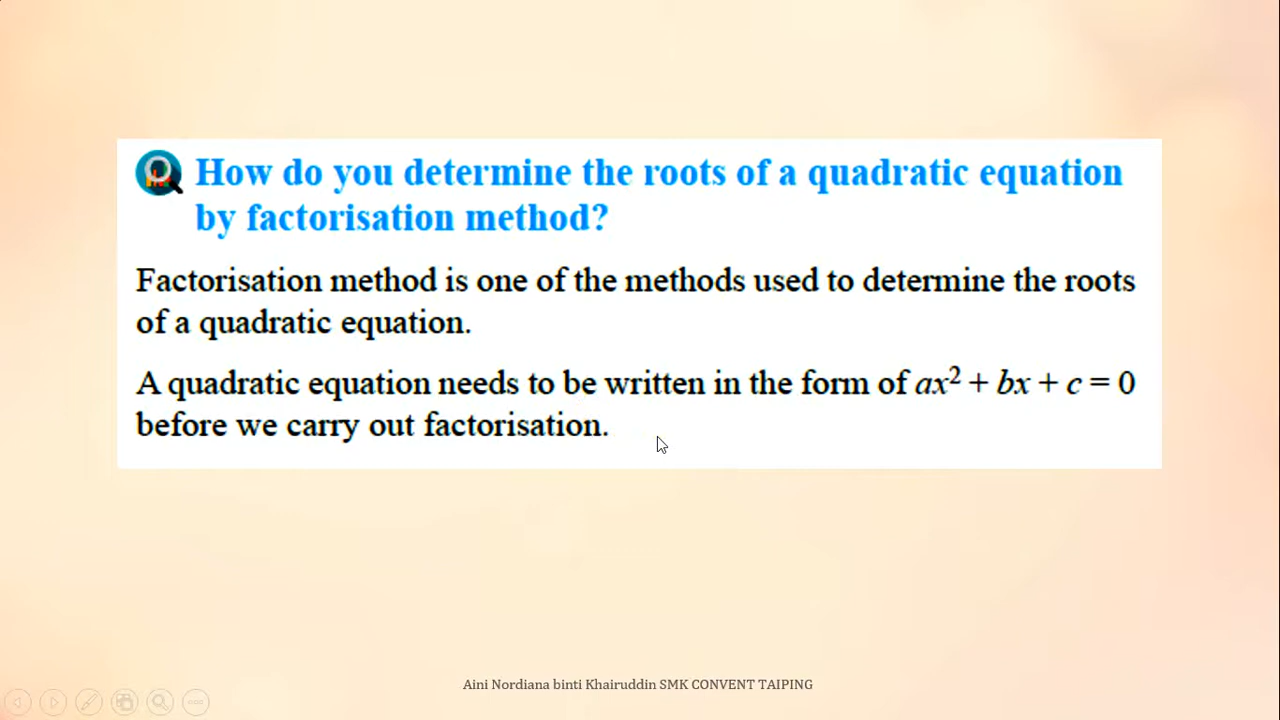 How do you determine the roots of a quadratic equation
by factorisation method?
Factorisation method is one of the methods used to determine the roots
of a quadratic equation.
A quadratic equation needs to be written in the form of ax² + bx + c = 0
before we carry out factorisation.
Aini Nordiana binti Khairuddin SMK CONVENT TAIPING